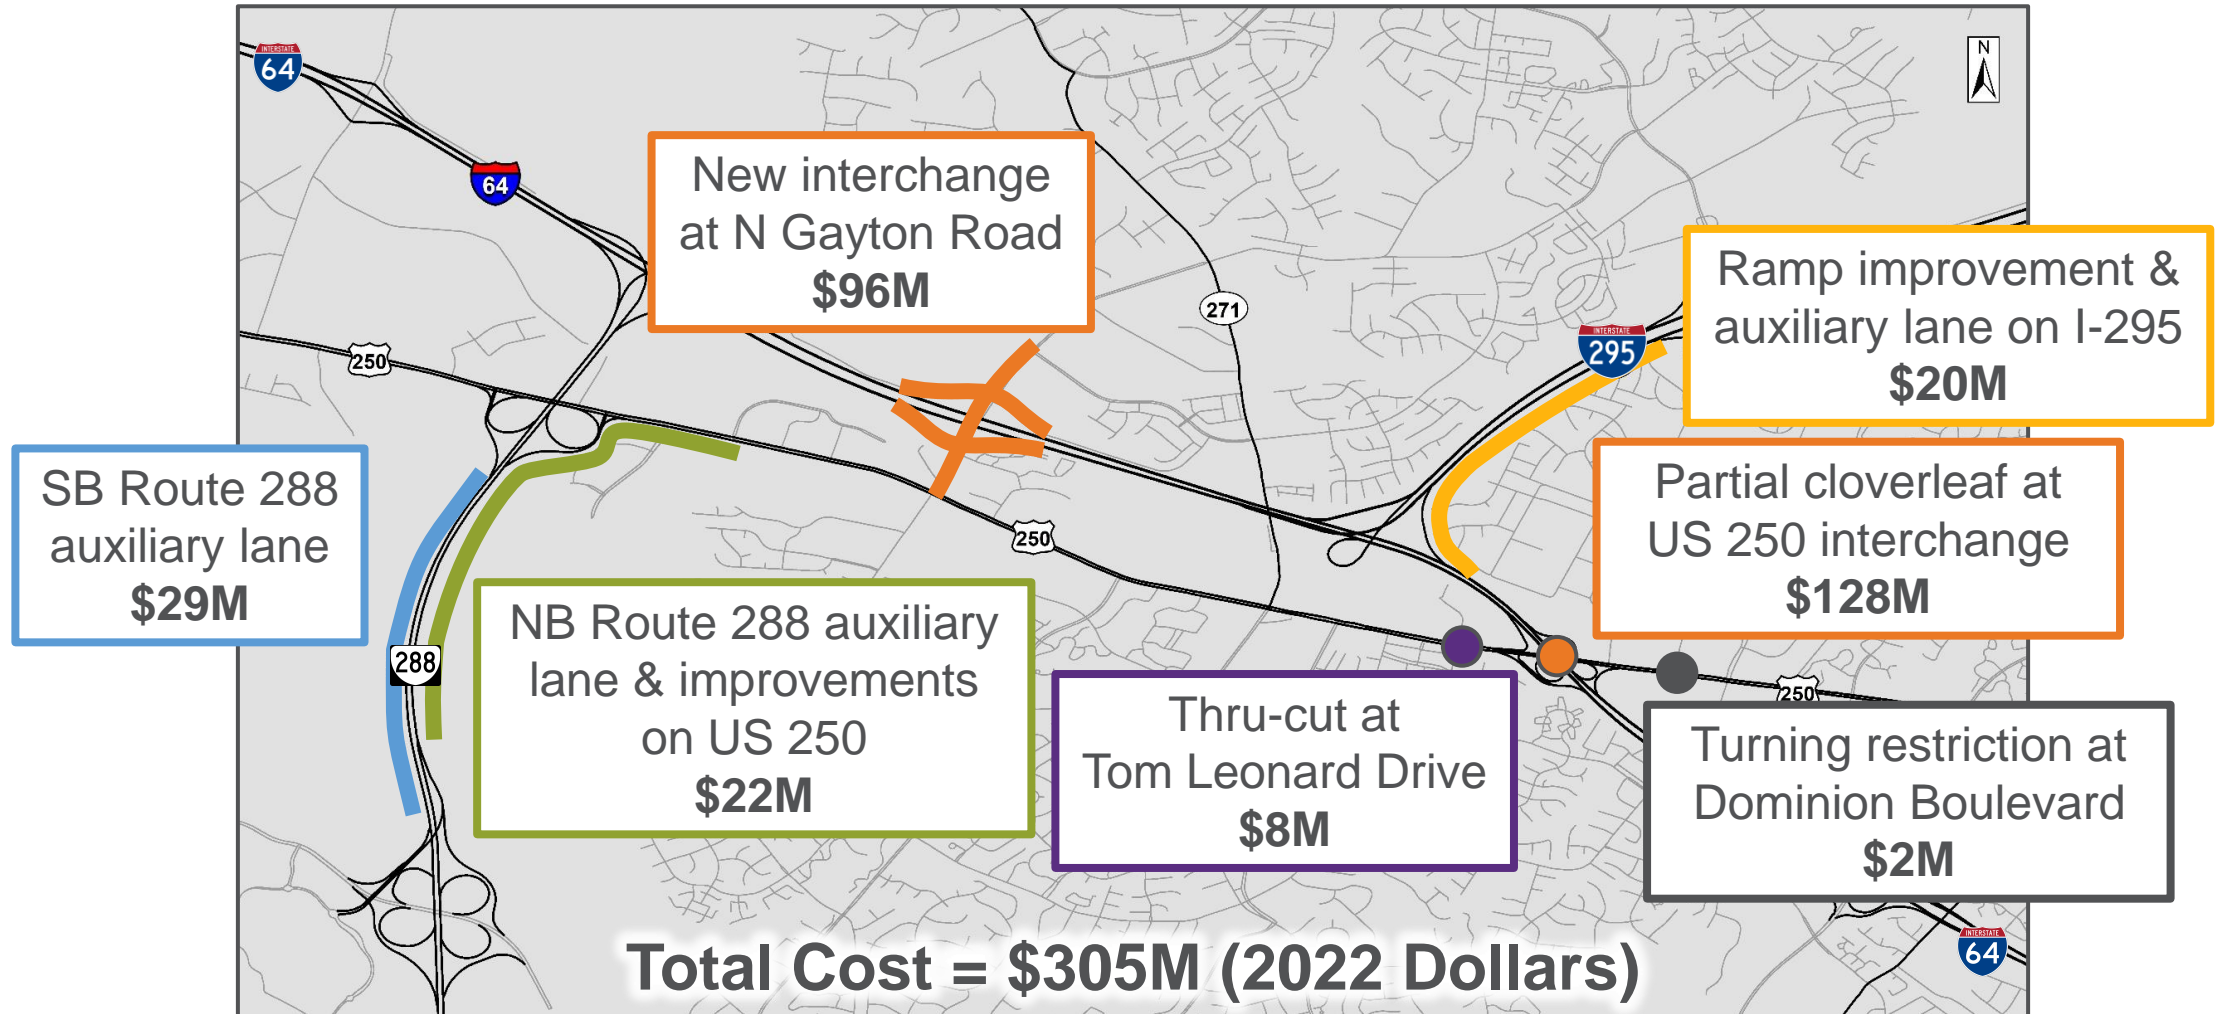 INTERSTATE
64
N
64
New interchange
at N Gayton Road
$96M
271
Ramp improvement &
auxiliary lane on I-295
$20M
INTERSTATE
295
250
SB Route 288
auxiliary lane
$29M
Partial cloverleaf at
US 250 interchange
$128M
250
NB Route 288 auxiliary
lane & improvements
on US 250
$22M
288
Thru-cut at
Tom Leonard Drive
$8M
250
Turning restriction at
Dominion Boulevard
$2M
INTERSTATE
64
Total Cost = $305M (2022 Dollars)